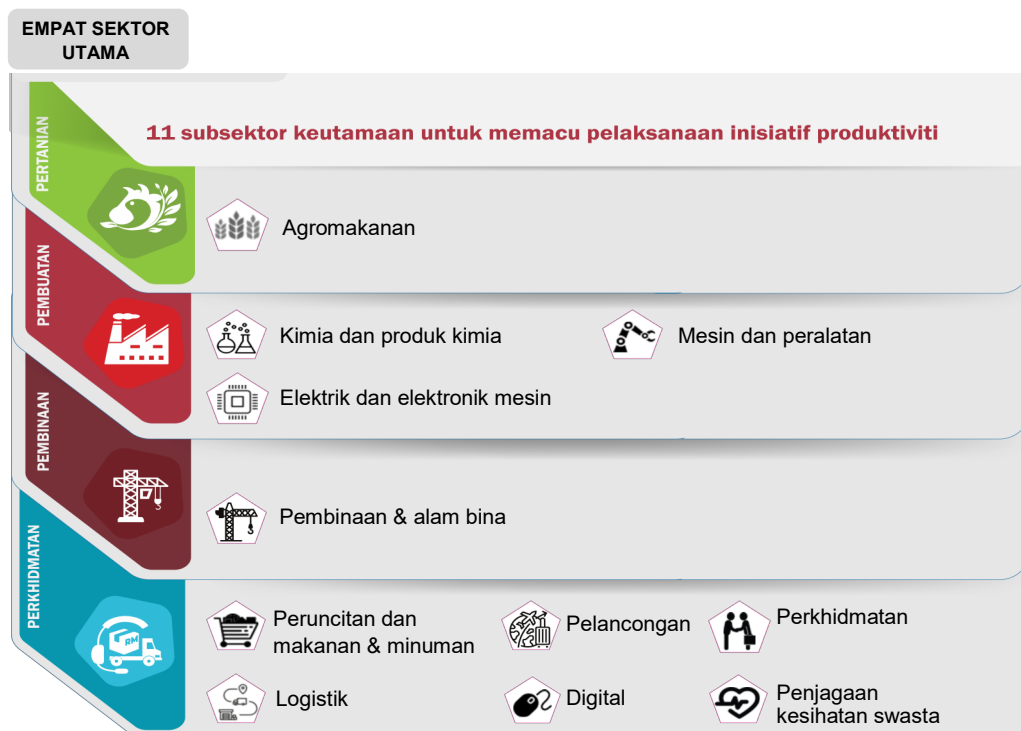 EMPAT SEKTOR
UTAMA
11 subsektor keutamaan untuk memacu pelaksanaan inisiatif produktiviti
PERTANIAN
Agromakanan
PEMBUATAN
Kimia dan produk kimia
Mesin dan peralatan
Elektrik dan elektronik mesin
PEMBINAAN
Pembinaan & alam bina
PERKHIDMATAN
RM
Peruncitan dan
makanan & minuman
Pelancongan
Perkhidmatan
Logistik
Digital
Penjagaan
kesihatan swasta